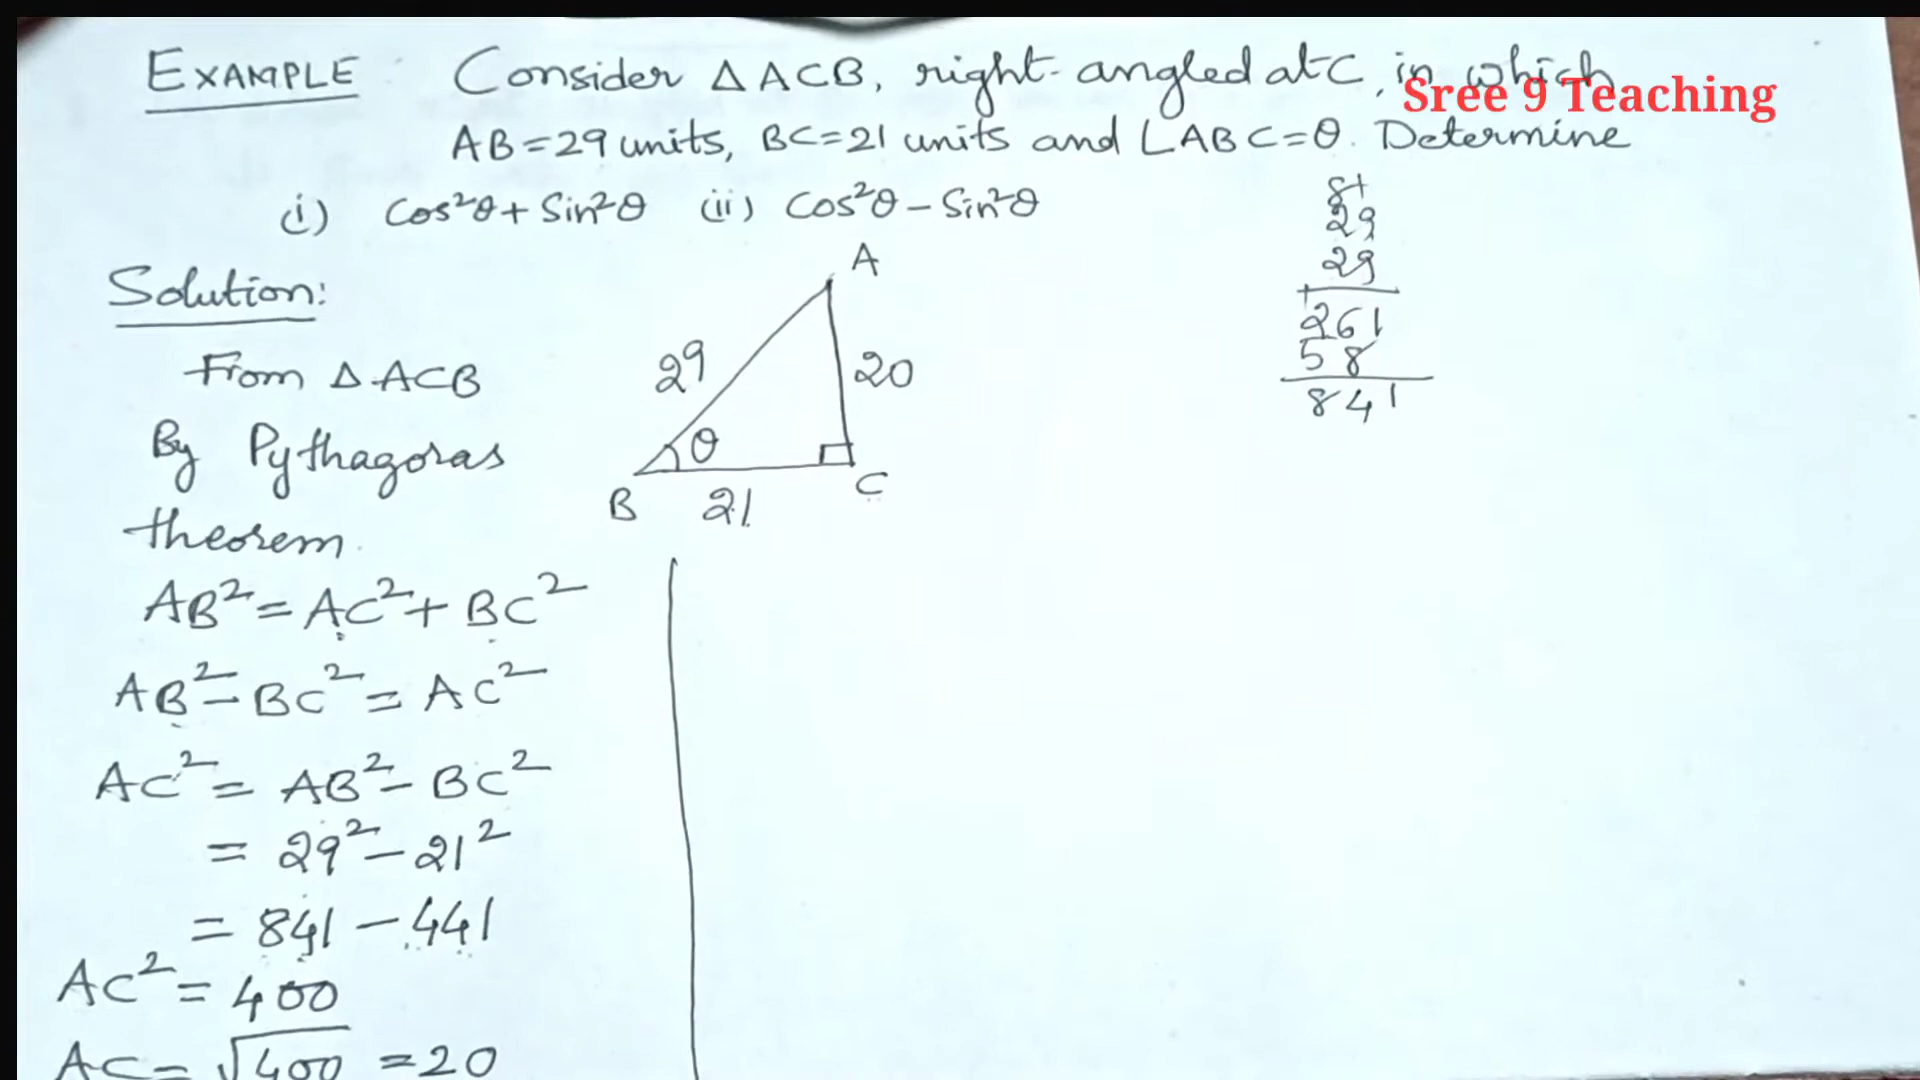 EXAMPLE Consider △ACB, right-angled at C, in which
Sree 9 Teaching
AB=29 units, BC=21 units and ∠ABC=θ. Determine
(i) Cos²θ + Sin²θ (ii) Cos²θ - Sin²θ
8+
29
29
+
261
58
841
Solution:
A
29
20
θ
B
21
C
From △ACB
By Pythagoras
theorem.
AB² = AC² + BC²
AB² - BC² = AC²
AC² = AB² - BC²
= 29² - 21²
= 841 - 441
AC² = 400
AC = √400 = 20